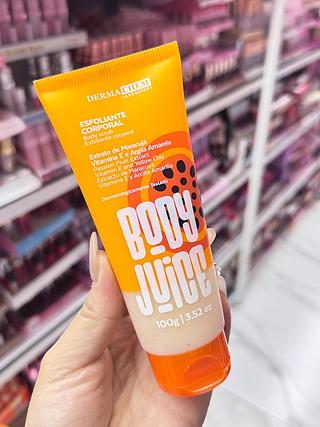 DERMACHEM
LABORATORY
ESFOLIANTE
CORPORAL
Body scrub
Exfoliante corporal
Extrato de Maracujá
Vitamina E e Argila Amarela
Passion Fruit Extract
Vitamin E and Yellow Clay
Extracto de Maracuyá
Vitamina E y Arcilla Amarilla
Dermatologicamente Testado
BODY
JUICE
100g | 3.52 oz